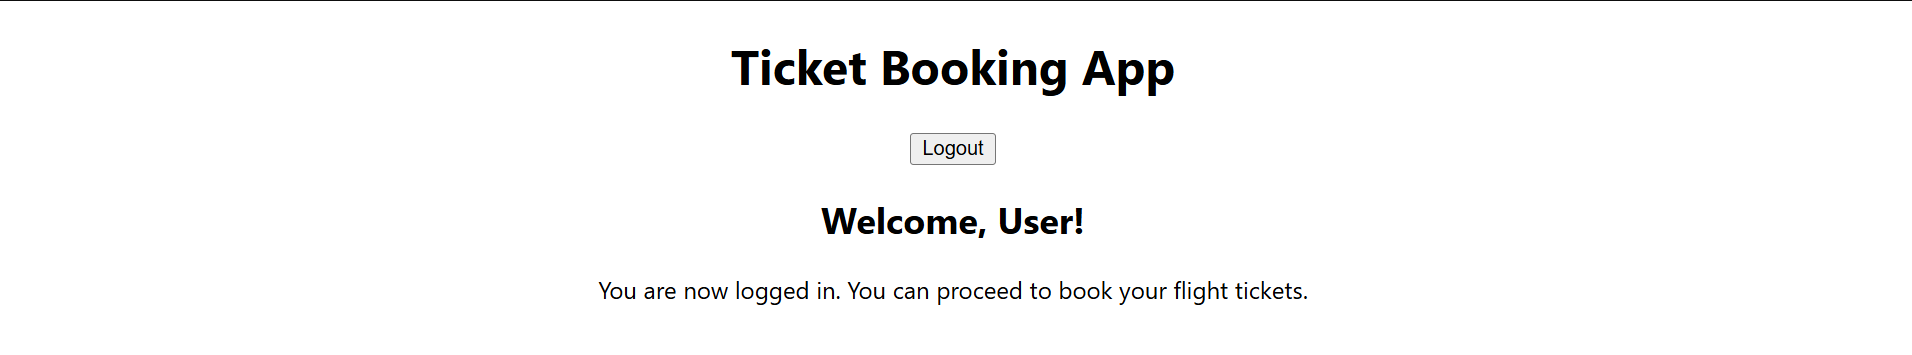 Ticket Booking App
Logout
Welcome, User!
You are now logged in. You can proceed to book your flight tickets.